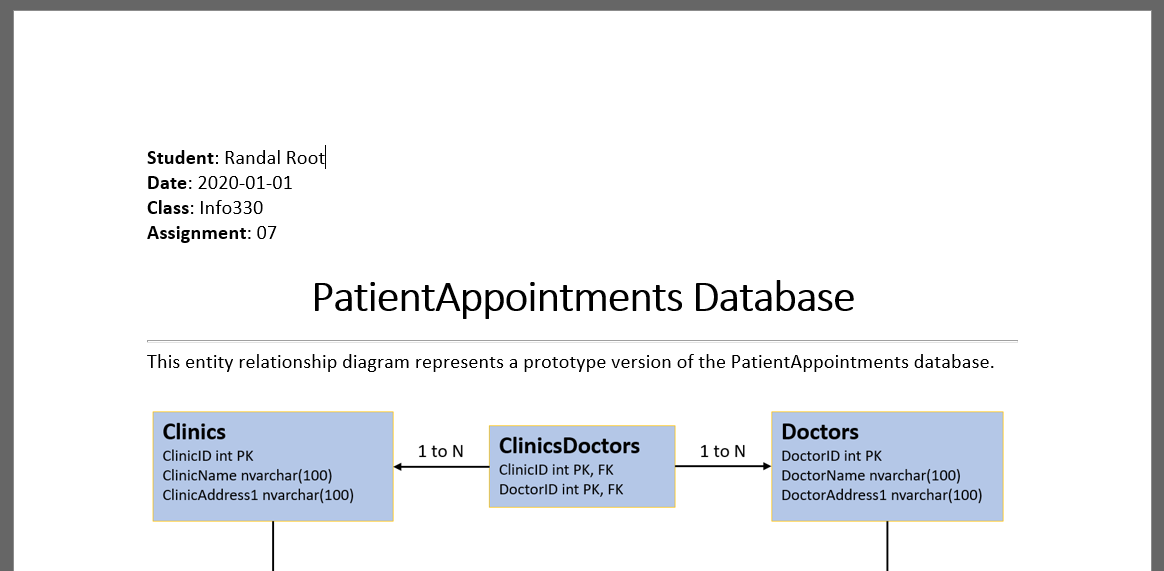 Student: Randal Root
Date: 2020-01-01
Class: Info330
Assignment: 07
PatientAppointments Database
This entity relationship diagram represents a prototype version of the PatientAppointments database.
Clinics
ClinicID int PK
ClinicName nvarchar(100)
ClinicAddress1 nvarchar(100)
1 to N
ClinicsDoctors
ClinicID int PK, FK
DoctorID int PK, FK
1 to N
Doctors
DoctorID int PK
DoctorName nvarchar(100)
DoctorAddress1 nvarchar(100)